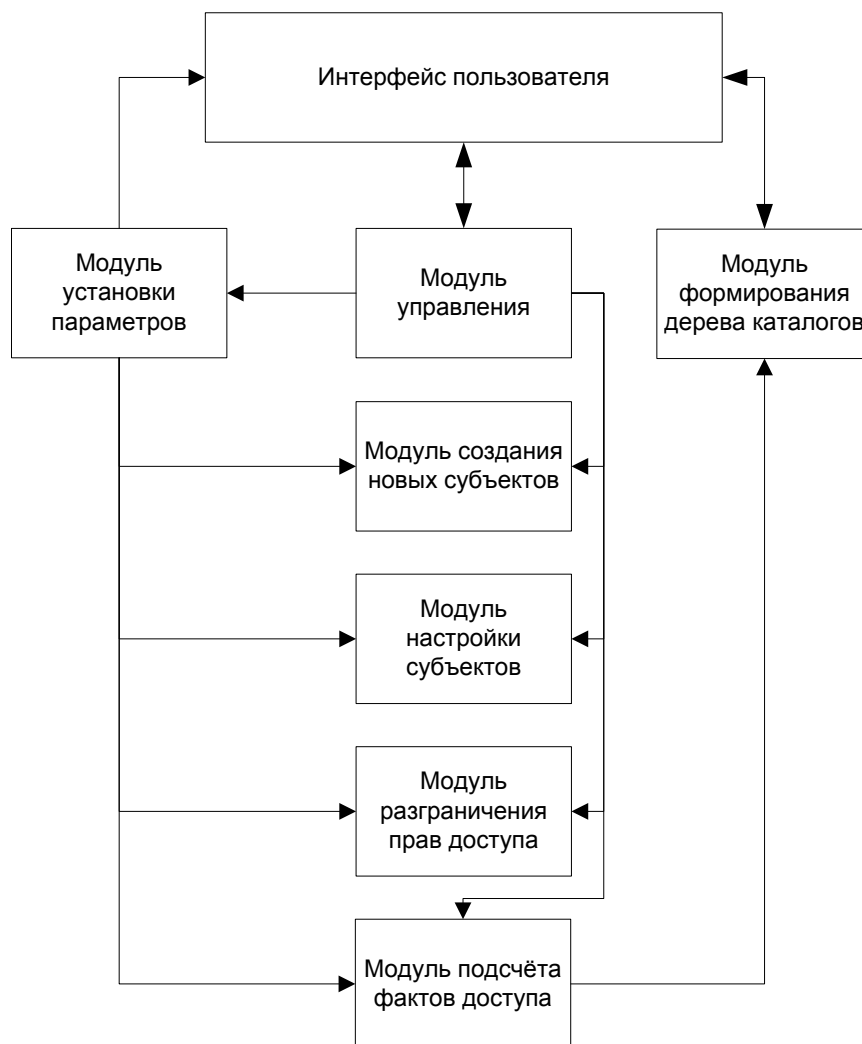 Интерфейс пользователя
Модуль
установки
параметров
Модуль
управления
Модуль
формирования
дерева каталогов
Модуль создания
новых субъектов
Модуль
настройки
субъектов
Модуль
разграничения
прав доступа
Модуль подсчёта
фактов доступа